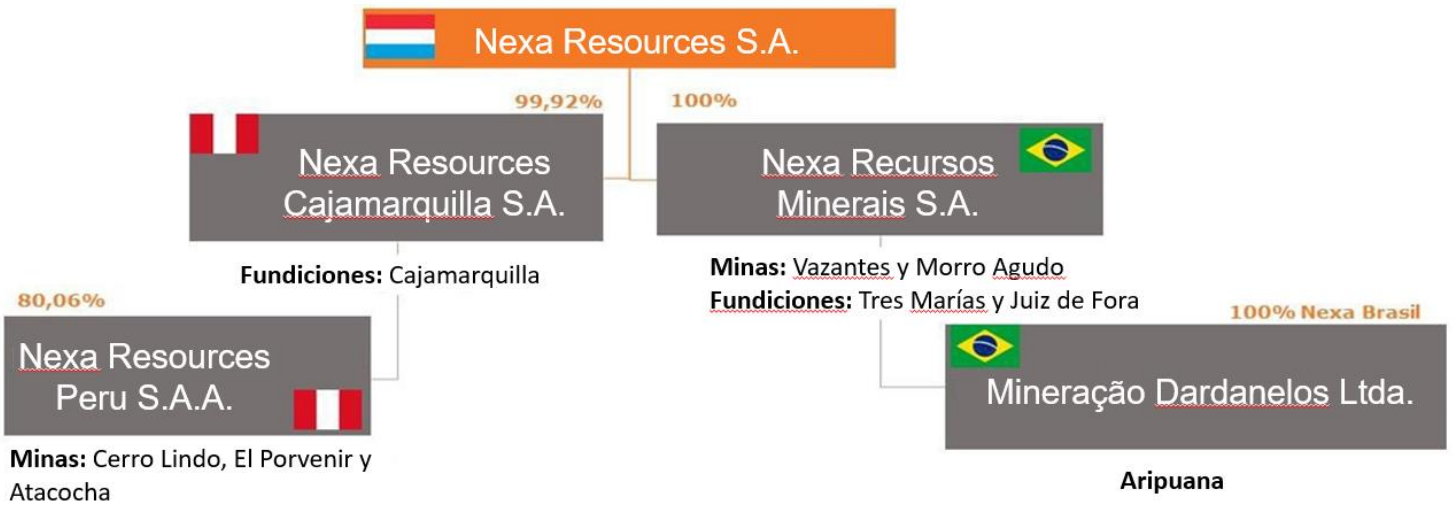 Nexa Resources S.A.
99,92%
100%
Nexa Resources
Cajamarquilla S.A.
Nexa Recursos
Minerais S.A.
Fundiciones: Cajamarquilla
Minas: Vazantes y Morro Agudo
Fundiciones: Tres Marías y Juiz de Fora
80,06%
100% Nexa Brasil
Nexa Resources
Peru S.A.A.
Mineração Dardanelos Ltda.
Minas: Cerro Lindo, El Porvenir y
Atacocha
Aripuana